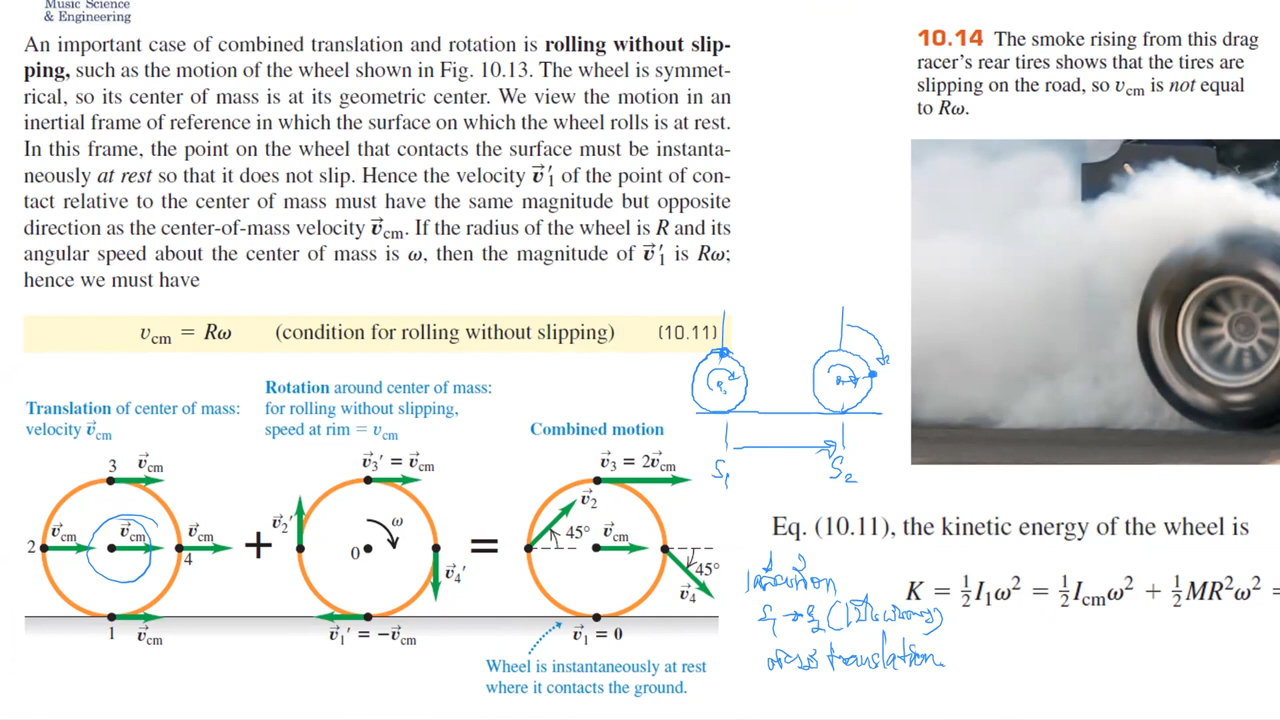 Music Science
& Engineering
An important case of combined translation and rotation is rolling without slip-
ping, such as the motion of the wheel shown in Fig. 10.13. The wheel is symmet-
rical, so its center of mass is at its geometric center. We view the motion in an
inertial frame of reference in which the surface on which the wheel rolls is at rest.
In this frame, the point on the wheel that contacts the surface must be instanta-
neously at rest so that it does not slip. Hence the velocity v⃗′₁ of the point of con-
tact relative to the center of mass must have the same magnitude but opposite
direction as the center-of-mass velocity v⃗cm. If the radius of the wheel is R and its
angular speed about the center of mass is ω, then the magnitude of v⃗′₁ is Rω;
hence we must have
vcm = Rω (condition for rolling without slipping) (10.11)
Translation of center of mass:
velocity v⃗cm
Rotation around center of mass:
for rolling without slipping,
speed at rim = vcm
Combined motion
3 v⃗cm
2 v⃗cm v⃗cm v⃗cm
4
1 v⃗cm
+
v⃗₃′ = v⃗cm
v⃗₂′ ω
0
v⃗₄′
v⃗₁′ = −v⃗cm
=
v⃗₃ = 2v⃗cm
v⃗₂
45° v⃗cm
45°
v⃗₄
v⃗₁ = 0
Wheel is instantaneously at rest
where it contacts the ground.
S₁ S₂
10.14 The smoke rising from this drag
racer's rear tires shows that the tires are
slipping on the road, so vcm is not equal
to Rω.
Eq. (10.11), the kinetic energy of the wheel is
K = ½I₁ω² = ½Icmω² + ½MR²ω² =
S₁ → S₂
translation